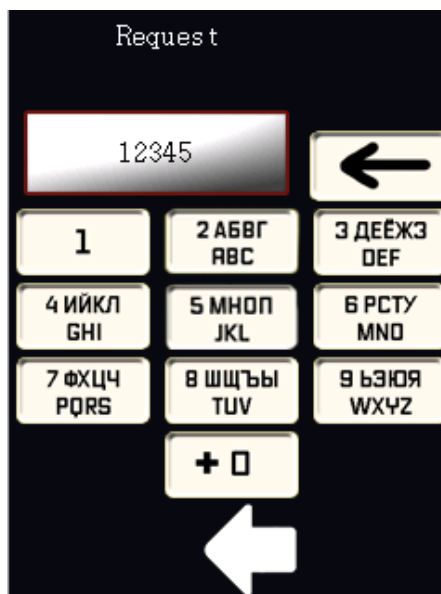 Request
12345
1
2 АБВГ
ABC
3 ДЕЁЖЗ
DEF
4 ИЙКЛ
GHI
5 МНОП
JKL
6 РСТУ
MNO
7 ФХЦЧ
PQRS
8 ШЩЪЫ
TUV
9 ЬЭЮЯ
WXYZ
+ 0